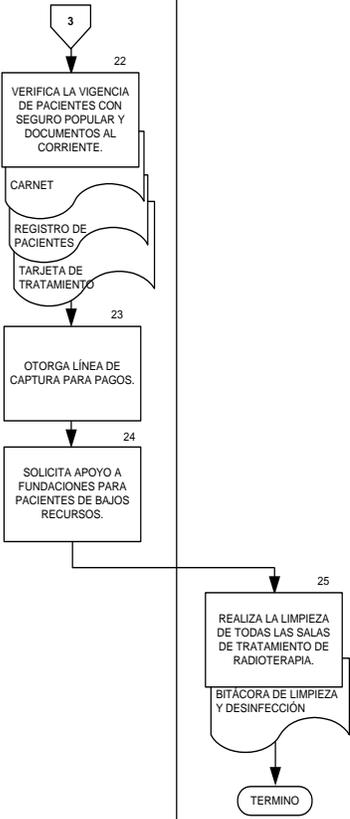 3
22
VERIFICA LA VIGENCIA
DE PACIENTES CON
SEGURO POPULAR Y
DOCUMENTOS AL
CORRIENTE.
CARNET
REGISTRO DE
PACIENTES
TARJETA DE
TRATAMIENTO
23
OTORGA LÍNEA DE
CAPTURA PARA PAGOS.
24
SOLICITA APOYO A
FUNDACIONES PARA
PACIENTES DE BAJOS
RECURSOS.
25
REALIZA LA LIMPIEZA
DE TODAS LAS SALAS
DE TRATAMIENTO DE
RADIOTERAPIA.
BITÁCORA DE LIMPIEZA
Y DESINFECCIÓN
TERMINO